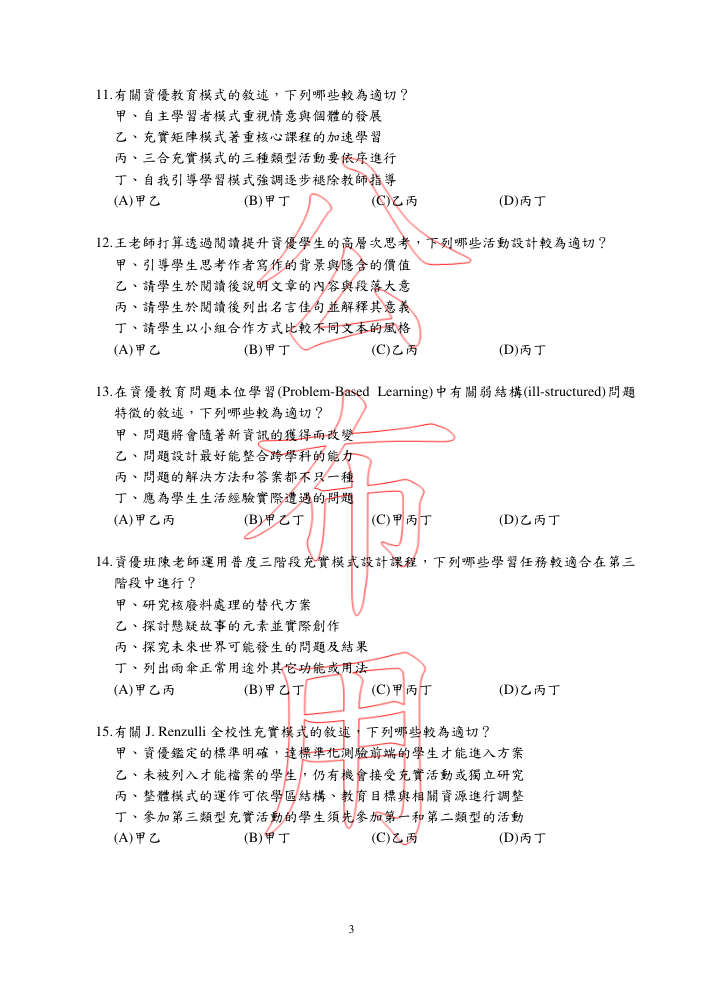 11.有關資優教育模式的敘述，下列哪些較為適切？
甲、自主學習者模式重視情意與個體的發展
乙、充實矩陣模式著重核心課程的加速學習
丙、三合充實模式的三種類型活動要依序進行
丁、自我引導學習模式強調逐步褪除教師指導
(A)甲乙 (B)甲丁 (C)乙丙 (D)丙丁
12.王老師打算透過閱讀提升資優學生的高層次思考，下列哪些活動設計較為適切？
甲、引導學生思考作者寫作的背景與隱含的價值
乙、請學生於閱讀後說明文章的內容與段落大意
丙、請學生於閱讀後列出名言佳句並解釋其意義
丁、請學生以小組合作方式比較不同文本的風格
(A)甲乙 (B)甲丁 (C)乙丙 (D)丙丁
13.在資優教育問題本位學習(Problem-Based Learning)中有關弱結構(ill-structured)問題
特徵的敘述，下列哪些較為適切？
甲、問題將會隨著新資訊的獲得而改變
乙、問題設計最好能整合跨學科的能力
丙、問題的解決方法和答案都不只一種
丁、應為學生生活經驗實際遭遇的問題
(A)甲乙丙 (B)甲乙丁 (C)甲丙丁 (D)乙丙丁
14.資優班陳老師運用普度三階段充實模式設計課程，下列哪些學習任務較適合在第三
階段中進行？
甲、研究核廢料處理的替代方案
乙、探討懸疑故事的元素並實際創作
丙、探究未來世界可能發生的問題及結果
丁、列出雨傘正常用途外其它功能或用法
(A)甲乙丙 (B)甲乙丁 (C)甲丙丁 (D)乙丙丁
15.有關 J. Renzulli 全校性充實模式的敘述，下列哪些較為適切？
甲、資優鑑定的標準明確，達標準化測驗前端的學生才能進入方案
乙、未被列入才能檔案的學生，仍有機會接受充實活動或獨立研究
丙、整體模式的運作可依學區結構、教育目標與相關資源進行調整
丁、參加第三類型充實活動的學生須先參加第一和第二類型的活動
(A)甲乙 (B)甲丁 (C)乙丙 (D)丙丁
公布用
3